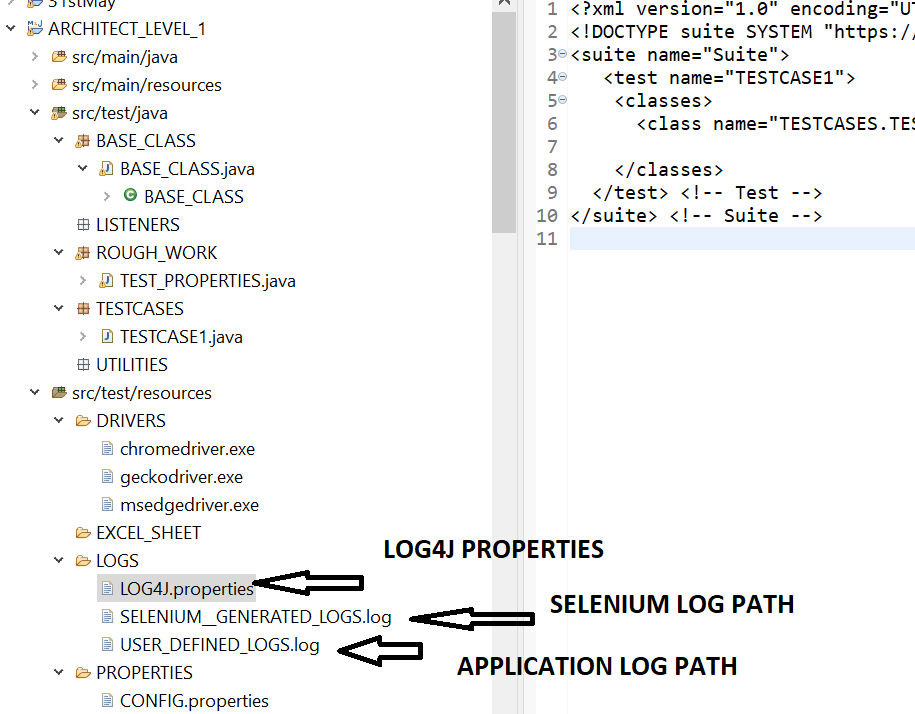 31stMay
ARCHITECT_LEVEL_1
src/main/java
src/main/resources
src/test/java
BASE_CLASS
BASE_CLASS.java
BASE_CLASS
LISTENERS
ROUGH_WORK
TEST_PROPERTIES.java
TESTCASES
TESTCASE1.java
UTILITIES
src/test/resources
DRIVERS
chromedriver.exe
geckodriver.exe
msedgedriver.exe
EXCEL_SHEET
LOGS
LOG4J.properties
SELENIUM__GENERATED_LOGS.log
USER_DEFINED_LOGS.log
PROPERTIES
CONFIG.properties
1 <?xml version="1.0" encoding="UT
2 <!DOCTYPE suite SYSTEM "https:/
3 <suite name="Suite">
4 <test name="TESTCASE1">
5 <classes>
6 <class name="TESTCASES.TES
7
8 </classes>
9 </test> <!-- Test -->
10 </suite> <!-- Suite -->
11
LOG4J PROPERTIES
SELENIUM LOG PATH
APPLICATION LOG PATH